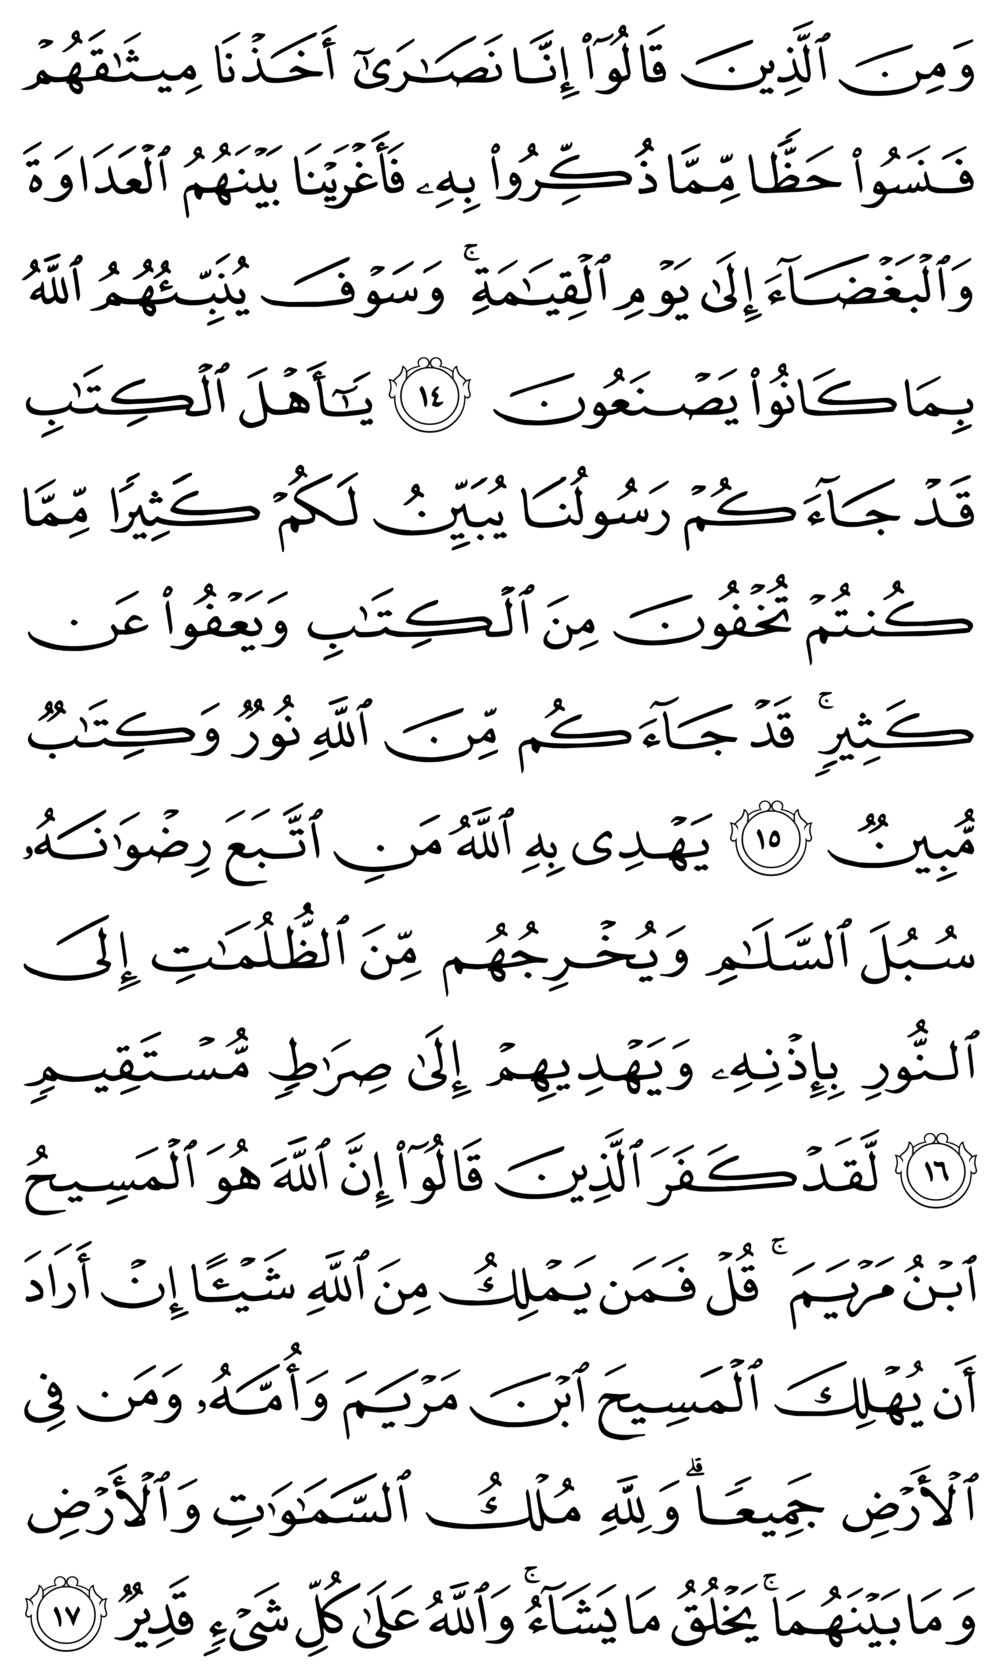 وَمِنَ ٱلَّذِينَ قَالُوٓا۟ إِنَّا نَصَـٰرَىٰٓ أَخَذْنَا مِيثَـٰقَهُمْ
فَنَسُوا۟ حَظًّا مِّمَّا ذُكِّرُوا۟ بِهِۦ فَأَغْرَيْنَا بَيْنَهُمُ ٱلْعَدَاوَةَ
وَٱلْبَغْضَآءَ إِلَىٰ يَوْمِ ٱلْقِيَـٰمَةِ ۚ وَسَوْفَ يُنَبِّئُهُمُ ٱللَّهُ
بِمَا كَانُوا۟ يَصْنَعُونَ ١٤ يَـٰٓأَهْلَ ٱلْكِتَـٰبِ
قَدْ جَآءَكُمْ رَسُولُنَا يُبَيِّنُ لَكُمْ كَثِيرًا مِّمَّا
كُنتُمْ تُخْفُونَ مِنَ ٱلْكِتَـٰبِ وَيَعْفُوا۟ عَن
كَثِيرٍ ۚ قَدْ جَآءَكُم مِّنَ ٱللَّهِ نُورٌ وَكِتَـٰبٌ
مُّبِينٌ ١٥ يَهْدِى بِهِ ٱللَّهُ مَنِ ٱتَّبَعَ رِضْوَٰنَهُۥ
سُبُلَ ٱلسَّلَـٰمِ وَيُخْرِجُهُم مِّنَ ٱلظُّلُمَـٰتِ إِلَى
ٱلنُّورِ بِإِذْنِهِۦ وَيَهْدِيهِمْ إِلَىٰ صِرَٰطٍ مُّسْتَقِيمٍ
١٦ لَّقَدْ كَفَرَ ٱلَّذِينَ قَالُوٓا۟ إِنَّ ٱللَّهَ هُوَ ٱلْمَسِيحُ
ٱبْنُ مَرْيَمَ ۚ قُلْ فَمَن يَمْلِكُ مِنَ ٱللَّهِ شَيْـًٔا إِنْ أَرَادَ
أَن يُهْلِكَ ٱلْمَسِيحَ ٱبْنَ مَرْيَمَ وَأُمَّهُۥ وَمَن فِى
ٱلْأَرْضِ جَمِيعًا ۗ وَلِلَّهِ مُلْكُ ٱلسَّمَـٰوَٰتِ وَٱلْأَرْضِ
وَمَا بَيْنَهُمَا ۚ يَخْلُقُ مَا يَشَآءُ ۚ وَٱللَّهُ عَلَىٰ كُلِّ شَىْءٍ قَدِيرٌ ١٧